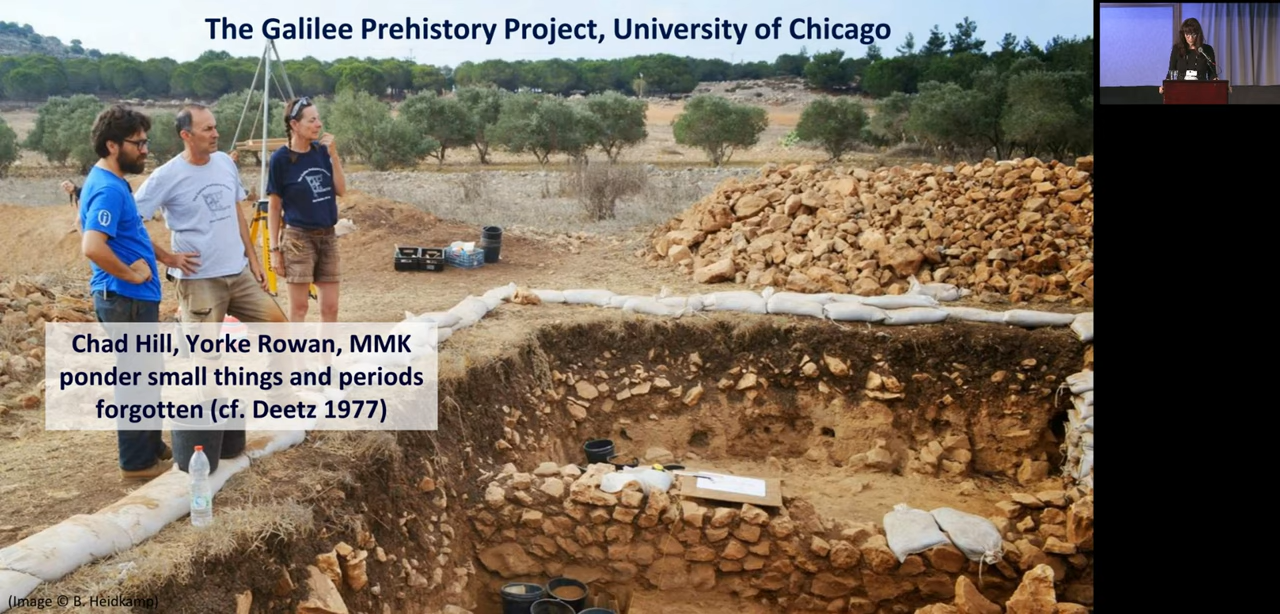 The Galilee Prehistory Project, University of Chicago
Chad Hill, Yorke Rowan, MMK
ponder small things and periods
forgotten (cf. Deetz 1977)
(Image © B. Heidkamp)